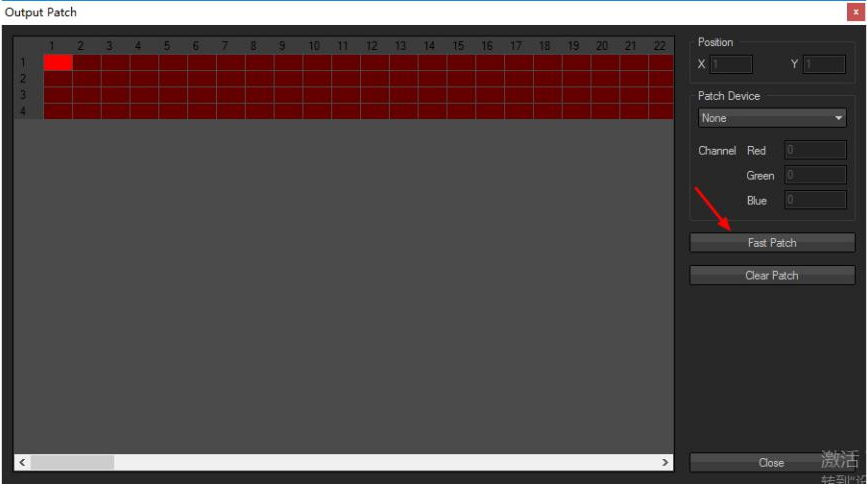 Output Patch
x
1 2 3 4 5 6 7 8 9 10 11 12 13 14 15 16 17 18 19 20 21 22
1
2
3
4
Position
X 1 Y 1
Patch Device
None
Channel Red 0
Green 0
Blue 0
Fast Patch
Clear Patch
< >
Close
激活
转到"设